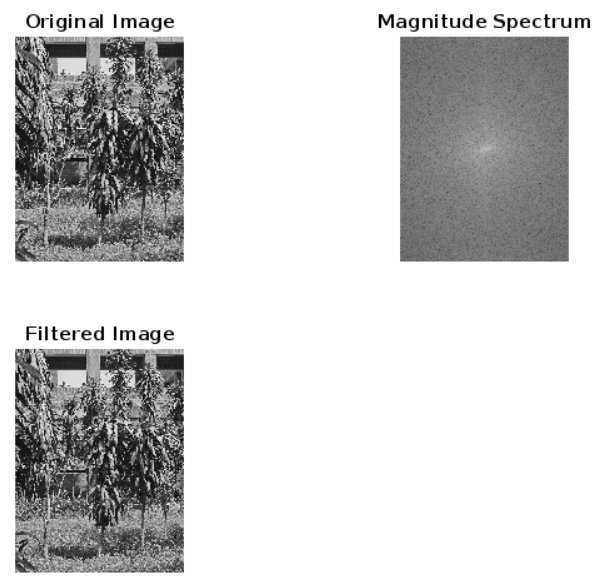 Original Image
Magnitude Spectrum
Filtered Image